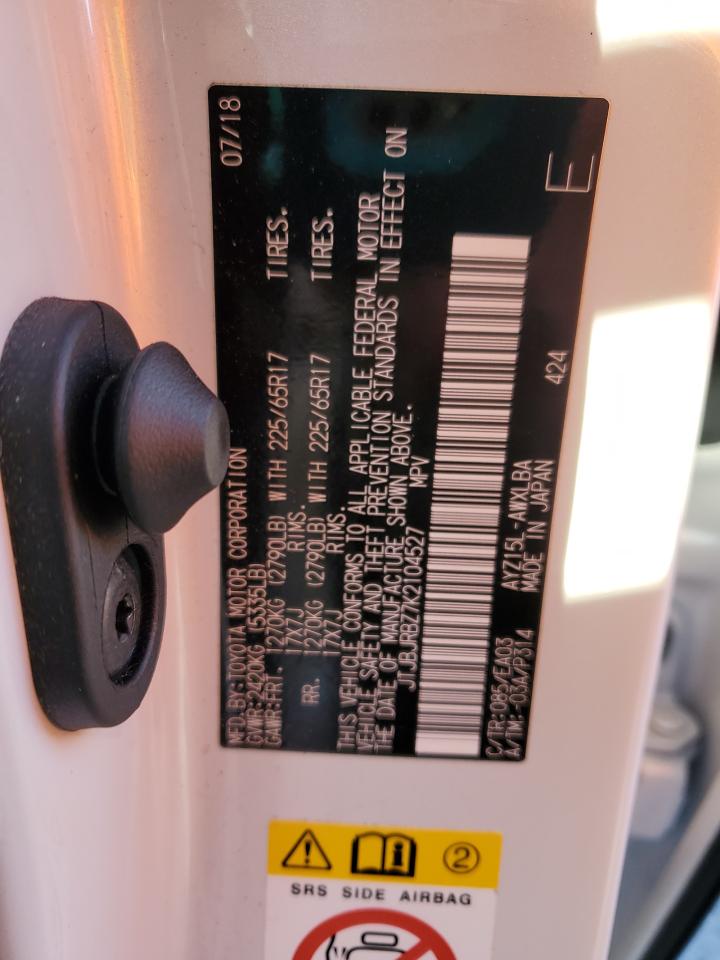 MFD.BY:TOYOTA MOTOR CORPORATION 07/18
GVWR:2420KG (5335LB)
GAWR:FRT. 1270KG (2790LB) WITH 225/65R17 TIRES.
17X7J RIMS.
RR. 1270KG (2790LB) WITH 225/65R17 TIRES.
17X7J RIMS.
THIS VEHICLE CONFORMS TO ALL APPLICABLE FEDERAL MOTOR
VEHICLE SAFETY AND THEFT PREVENTION STANDARDS IN EFFECT ON
THE DATE OF MANUFACTURE SHOWN ABOVE.
JTJBJRBZ7K2104527 MPV
C/TR:085/EA03 AYZ15L-AWXLBA
A/TM:-03A/P314 MADE IN JAPAN
424
E
2
SRS SIDE AIRBAG